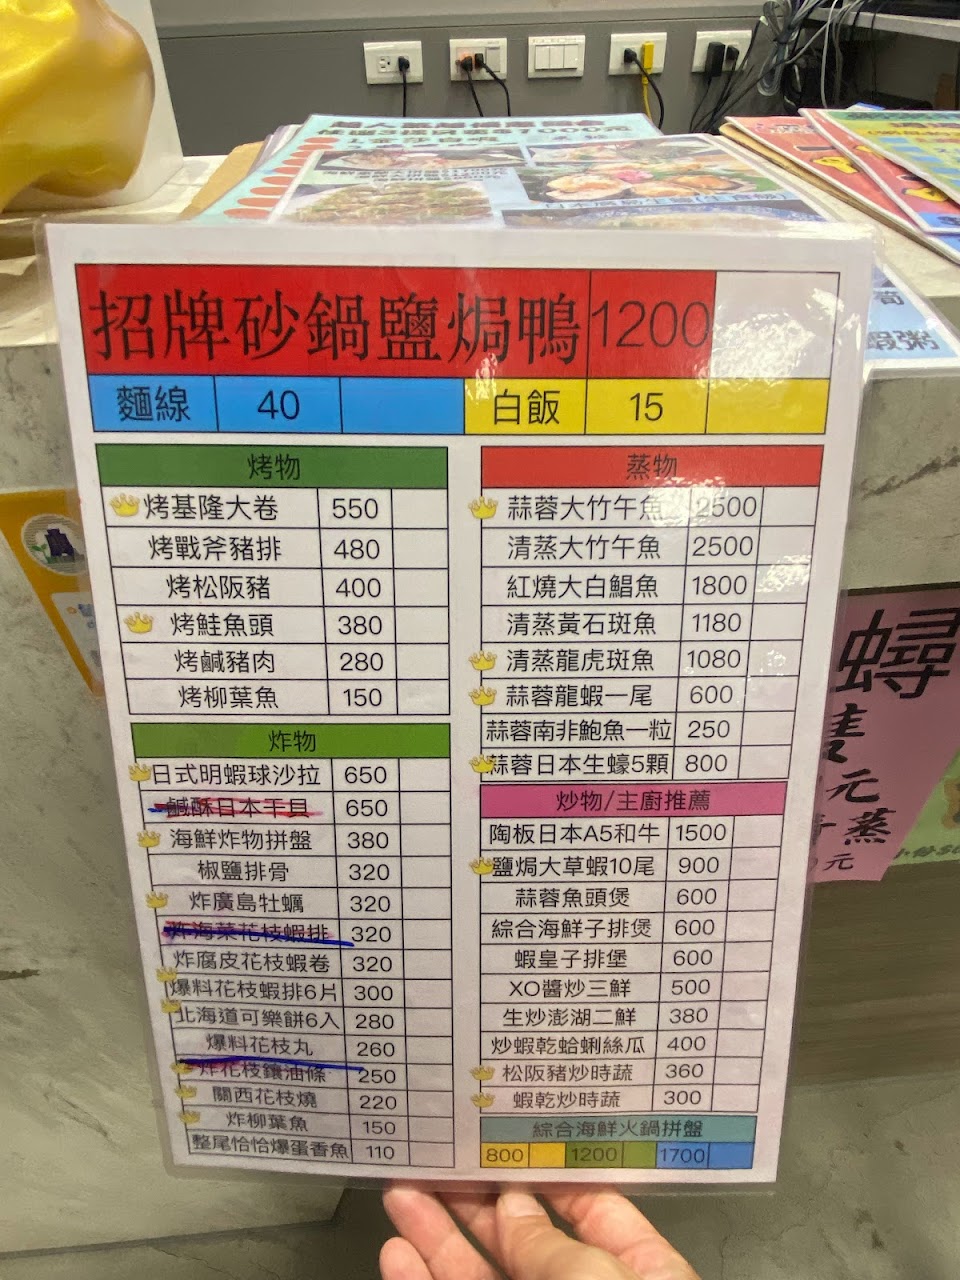 招牌砂鍋鹽焗鴨 1200
麵線 40 白飯 15
烤物
烤基隆大卷 550
烤戰斧豬排 480
烤松阪豬 400
烤鮭魚頭 380
烤鹹豬肉 280
烤柳葉魚 150
炸物
日式明蝦球沙拉 650
鹹酥日本干貝 650
海鮮炸物拼盤 380
椒鹽排骨 320
炸廣島牡蠣 320
炸海菜花枝蝦排 320
炸腐皮花枝蝦卷 320
爆料花枝蝦排6片 300
北海道可樂餅6入 280
爆料花枝丸 260
炸花枝鑲油條 250
關西花枝燒 220
炸柳葉魚 150
整尾恰恰爆蛋香魚 110
蒸物
蒜蓉大竹午魚 2500
清蒸大竹午魚 2500
紅燒大白鯧魚 1800
清蒸黃石斑魚 1180
清蒸龍虎斑魚 1080
蒜蓉龍蝦一尾 600
蒜蓉南非鮑魚一粒 250
蒜蓉日本生蠔5顆 800
炒物/主廚推薦
陶板日本A5和牛 1500
鹽焗大草蝦10尾 900
蒜蓉魚頭煲 600
綜合海鮮子排煲 600
蝦皇子排堡 600
XO醬炒三鮮 500
生炒澎湖二鮮 380
炒蝦乾蛤蜊絲瓜 400
松阪豬炒時蔬 360
蝦乾炒時蔬 300
綜合海鮮火鍋拼盤
800 1200 1700
蟳
元
蒸
元